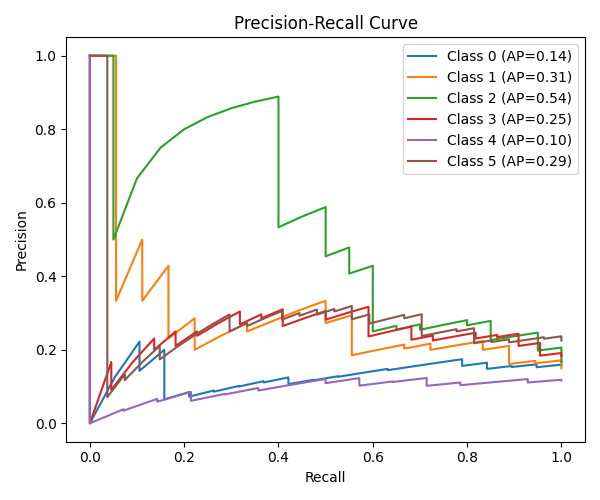 Precision-Recall Curve
Class 0 (AP=0.14)
Class 1 (AP=0.31)
Class 2 (AP=0.54)
Class 3 (AP=0.25)
Class 4 (AP=0.10)
Class 5 (AP=0.29)
Precision
1.0
0.8
0.6
0.4
0.2
0.0
0.0 0.2 0.4 0.6 0.8 1.0
Recall